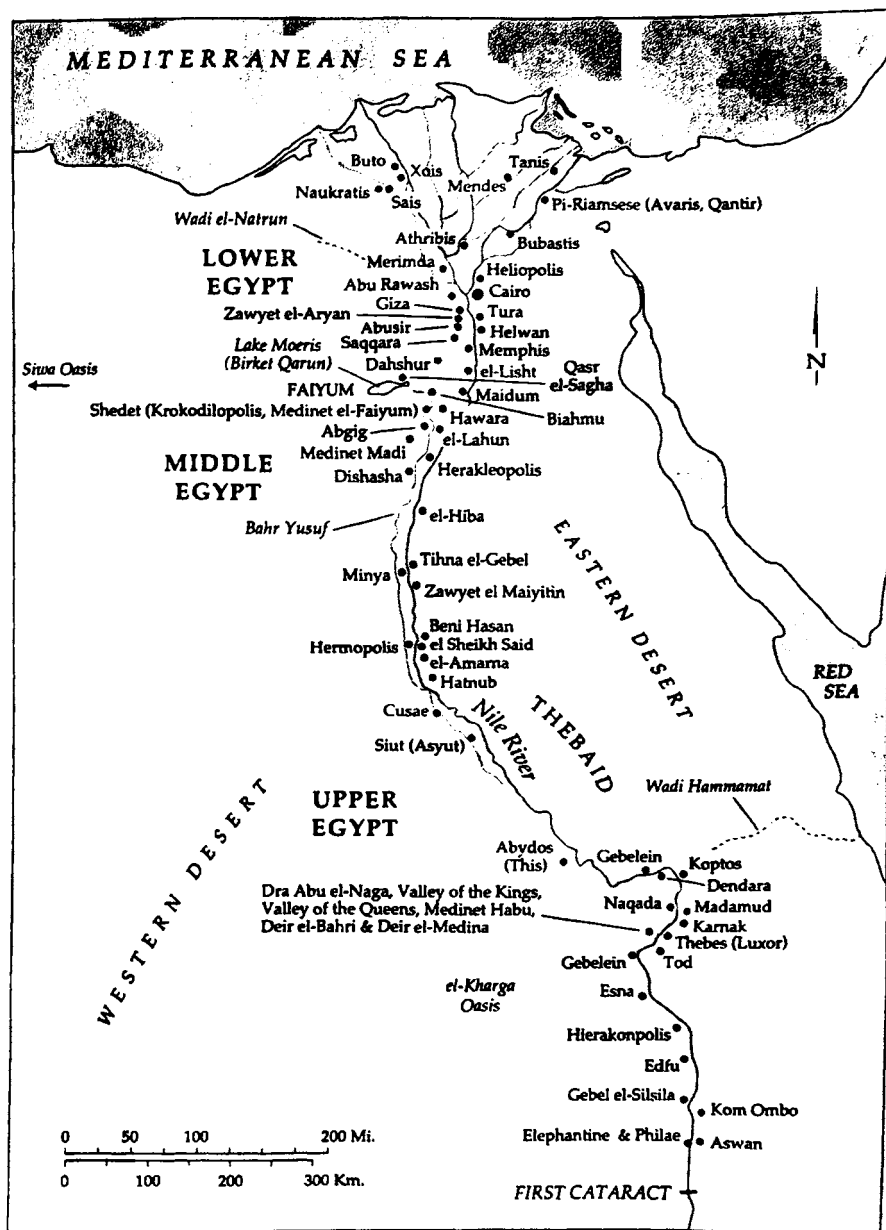 MEDITERRANEAN SEA
Buto
Xois
Tanis
Mendes
Naukratis
Sais
Pi-Riamsese (Avaris, Qantir)
Wadi el-Natrun
Athribis
Bubastis
LOWER
EGYPT
Merimda
Heliopolis
Abu Rawash
Cairo
Giza
Tura
Zawyet el-Aryan
Abusir
Helwan
Saqqara
Lake Moeris
(Birket Qarun)
Memphis
Dahshur
el-Lisht
Qasr
el-Sagha
N
Siwa Oasis
FAIYUM
Maidum
Biahmu
Shedet (Krokodilopolis, Medinet el-Faiyum)
Hawara
Abgig
el-Lahun
Medinet Madi
MIDDLE
EGYPT
Dishasha
Herakleopolis
el-Hiba
Bahr Yusuf
EASTERN DESERT
Tihna el-Gebel
Minya
Zawyet el Maiyitin
Beni Hasan
Hermopolis
el Sheikh Said
el-Amarna
Hatnub
RED
SEA
Cusae
Nile River
THEBAID
Siut (Asyut)
Wadi Hammamat
UPPER
EGYPT
WESTERN DESERT
Abydos
(This)
Gebelein
Koptos
Dendara
Dra Abu el-Naga, Valley of the Kings,
Valley of the Queens, Medinet Habu,
Deir el-Bahri & Deir el-Medina
Naqada
Madamud
Karnak
Thebes (Luxor)
Gebelein
Tod
el-Kharga
Oasis
Esna
Hierakonpolis
Edfu
Gebel el-Silsila
Kom Ombo
0 50 100 200 Mi.
0 100 200 300 Km.
Elephantine & Philae
Aswan
FIRST CATARACT